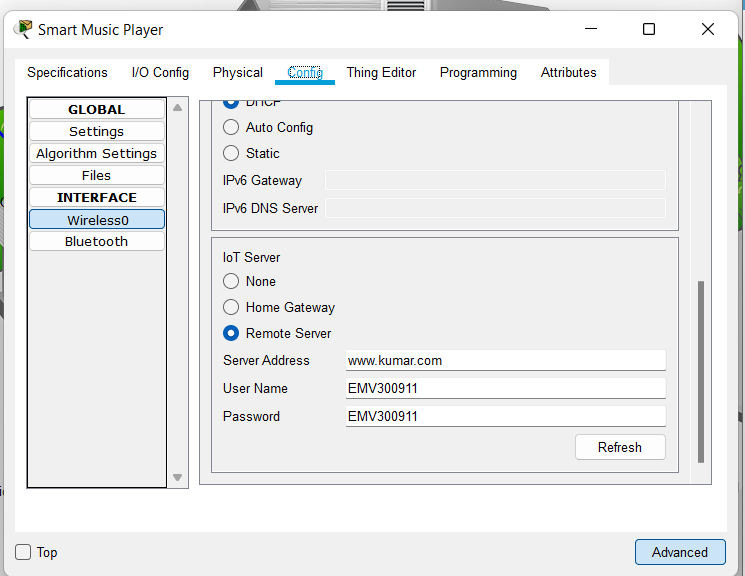 Smart Music Player
Specifications I/O Config Physical Config Thing Editor Programming Attributes
GLOBAL
Settings
Algorithm Settings
Files
INTERFACE
Wireless0
Bluetooth
DHCP
Auto Config
Static
IPv6 Gateway
IPv6 DNS Server
IoT Server
None
Home Gateway
Remote Server
Server Address www.kumar.com
User Name EMV300911
Password EMV300911
Refresh
Top
Advanced